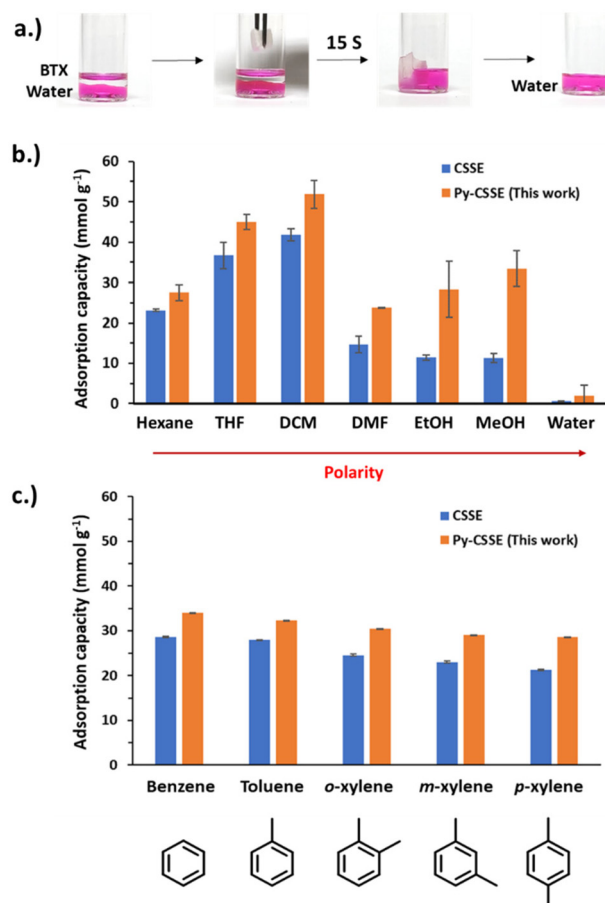 a.)
15 S
BTX
Water
Water
b.)
Adsorption capacity (mmol g⁻¹)
60
50
40
30
20
10
0
CSSE
Py-CSSE (This work)
Hexane THF DCM DMF EtOH MeOH Water
Polarity
c.)
Adsorption capacity (mmol g⁻¹)
60
50
40
30
20
10
0
CSSE
Py-CSSE (This work)
Benzene Toluene o-xylene m-xylene p-xylene